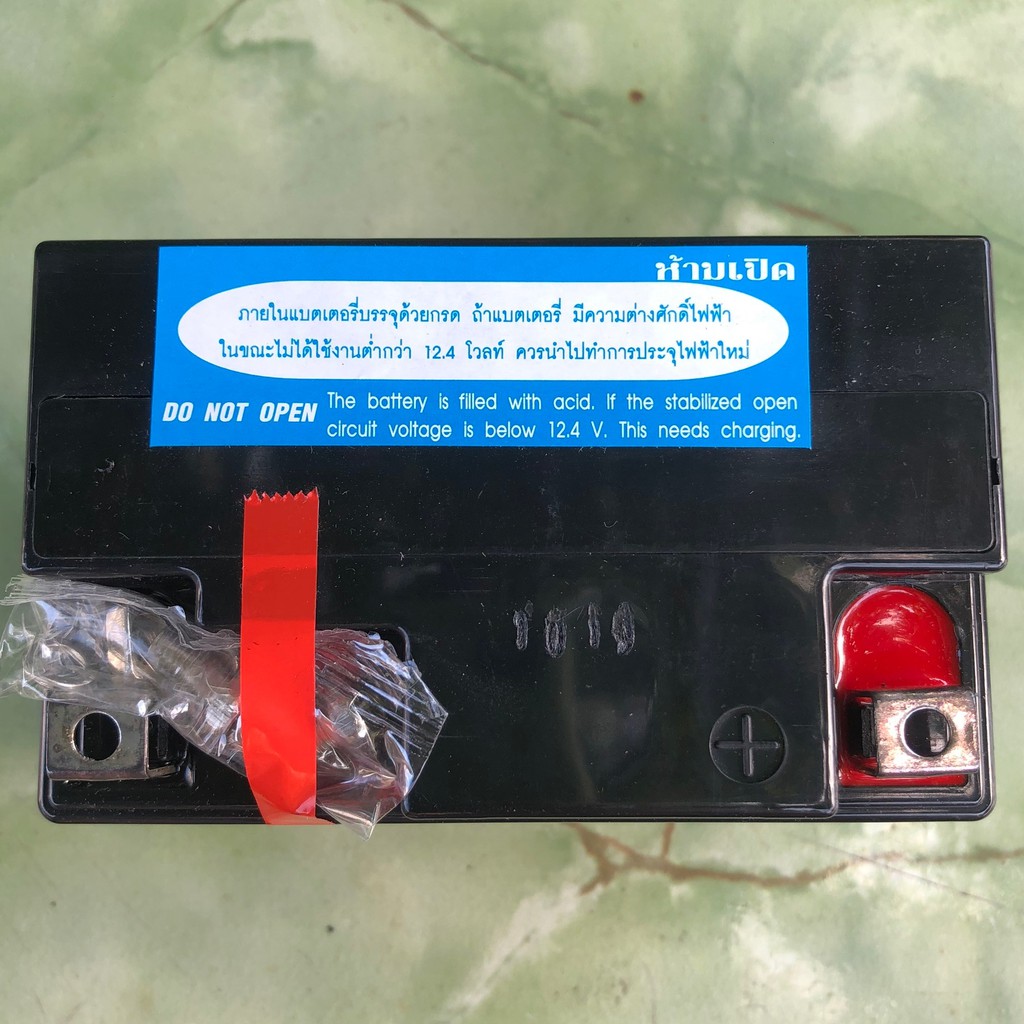 ห้ามเปิด
ภายในแบตเตอรี่บรรจุด้วยกรด ถ้าแบตเตอรี่ มีความต่างศักดิ์ไฟฟ้า
ในขณะไม่ได้ใช้งานต่ำกว่า 12.4 โวลท์ ควรนำไปทำการประจุไฟฟ้าใหม่
DO NOT OPEN The battery is filled with acid. If the stabilized open
circuit voltage is below 12.4 V. This needs charging.
1019
+